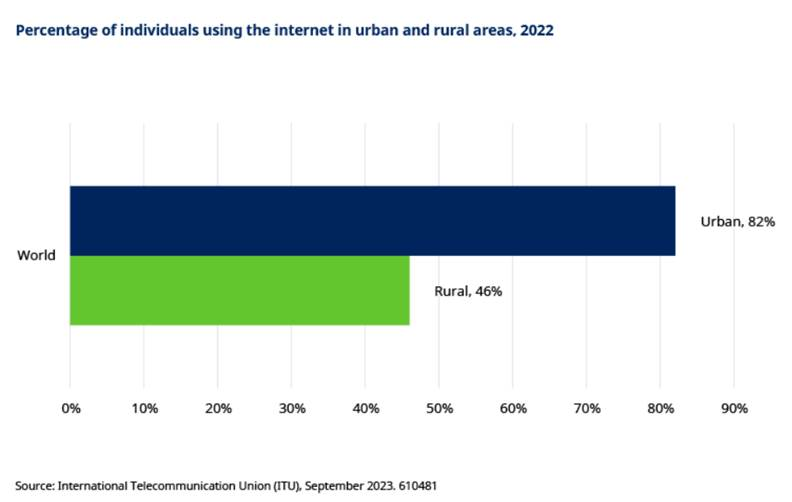 Percentage of individuals using the internet in urban and rural areas, 2022
Urban, 82%
World
Rural, 46%
0% 10% 20% 30% 40% 50% 60% 70% 80% 90%
Source: International Telecommunication Union (ITU), September 2023. 610481